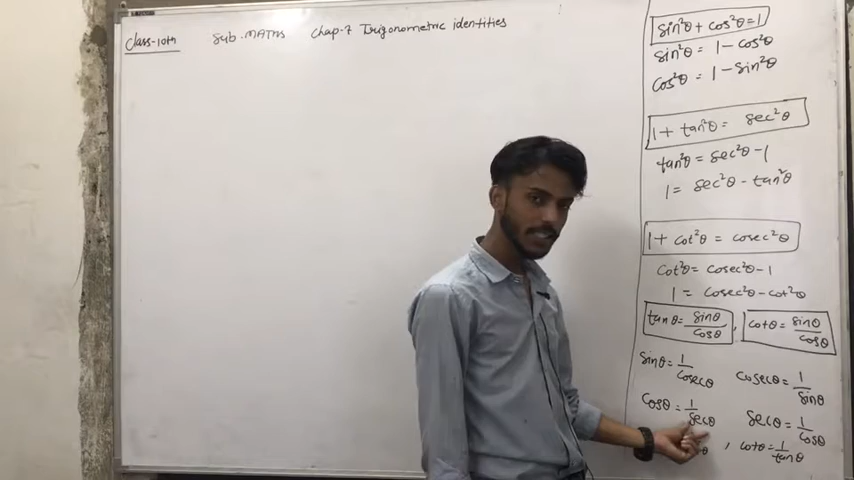 Class-10th Sub. MATHS Chap-7 Trigonometric identities
sin²θ + cos²θ = 1
sin²θ = 1 - cos²θ
cos²θ = 1 - sin²θ
1 + tan²θ = sec²θ
tan²θ = sec²θ - 1
1 = sec²θ - tan²θ
1 + cot²θ = cosec²θ
cot²θ = cosec²θ - 1
1 = cosec²θ - cot²θ
tanθ = sinθ/cosθ , cotθ = sinθ/cosθ
sinθ = 1/cosecθ cosecθ = 1/sinθ
cosθ = 1/secθ secθ = 1/cosθ
θ , cotθ = 1/tanθ